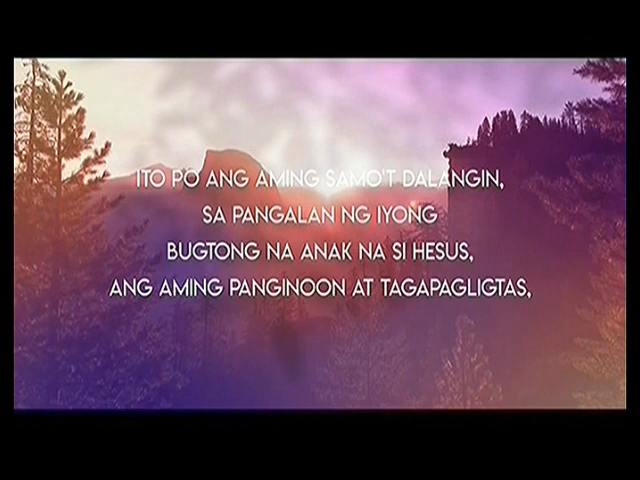 ITO PO ANG AMING SAMO'T DALANGIN,
SA PANGALAN NG IYONG
BUGTONG NA ANAK NA SI HESUS,
ANG AMING PANGINOON AT TAGAPAGLIGTAS,